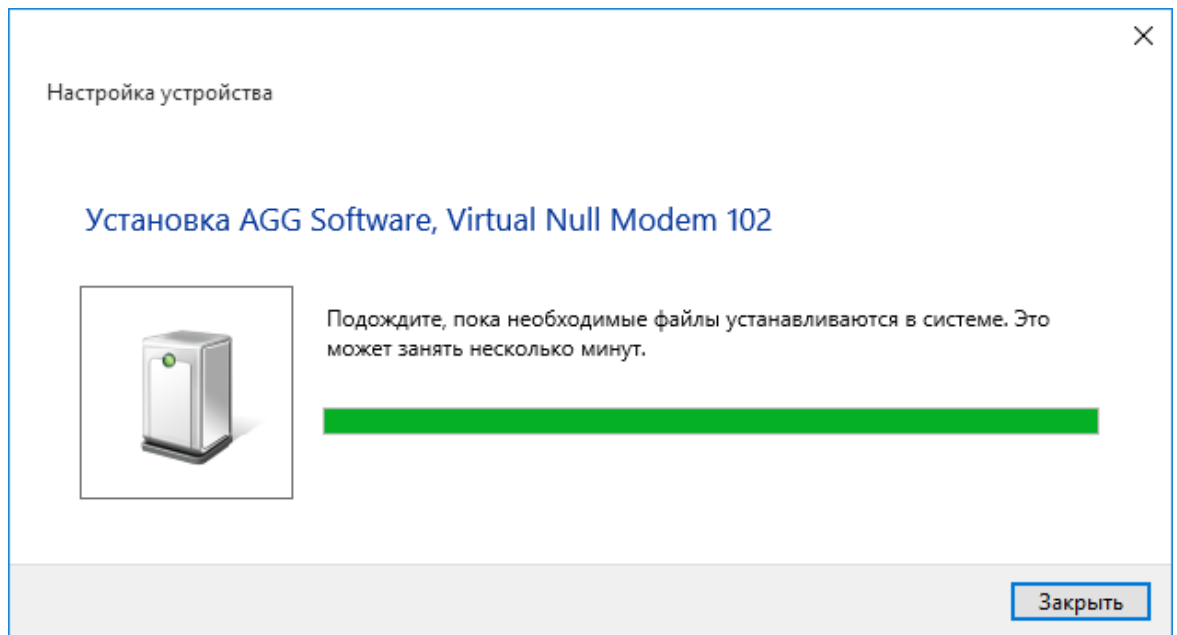 Настройка устройства
Установка AGG Software, Virtual Null Modem 102
Подождите, пока необходимые файлы устанавливаются в системе. Это
может занять несколько минут.
Закрыть